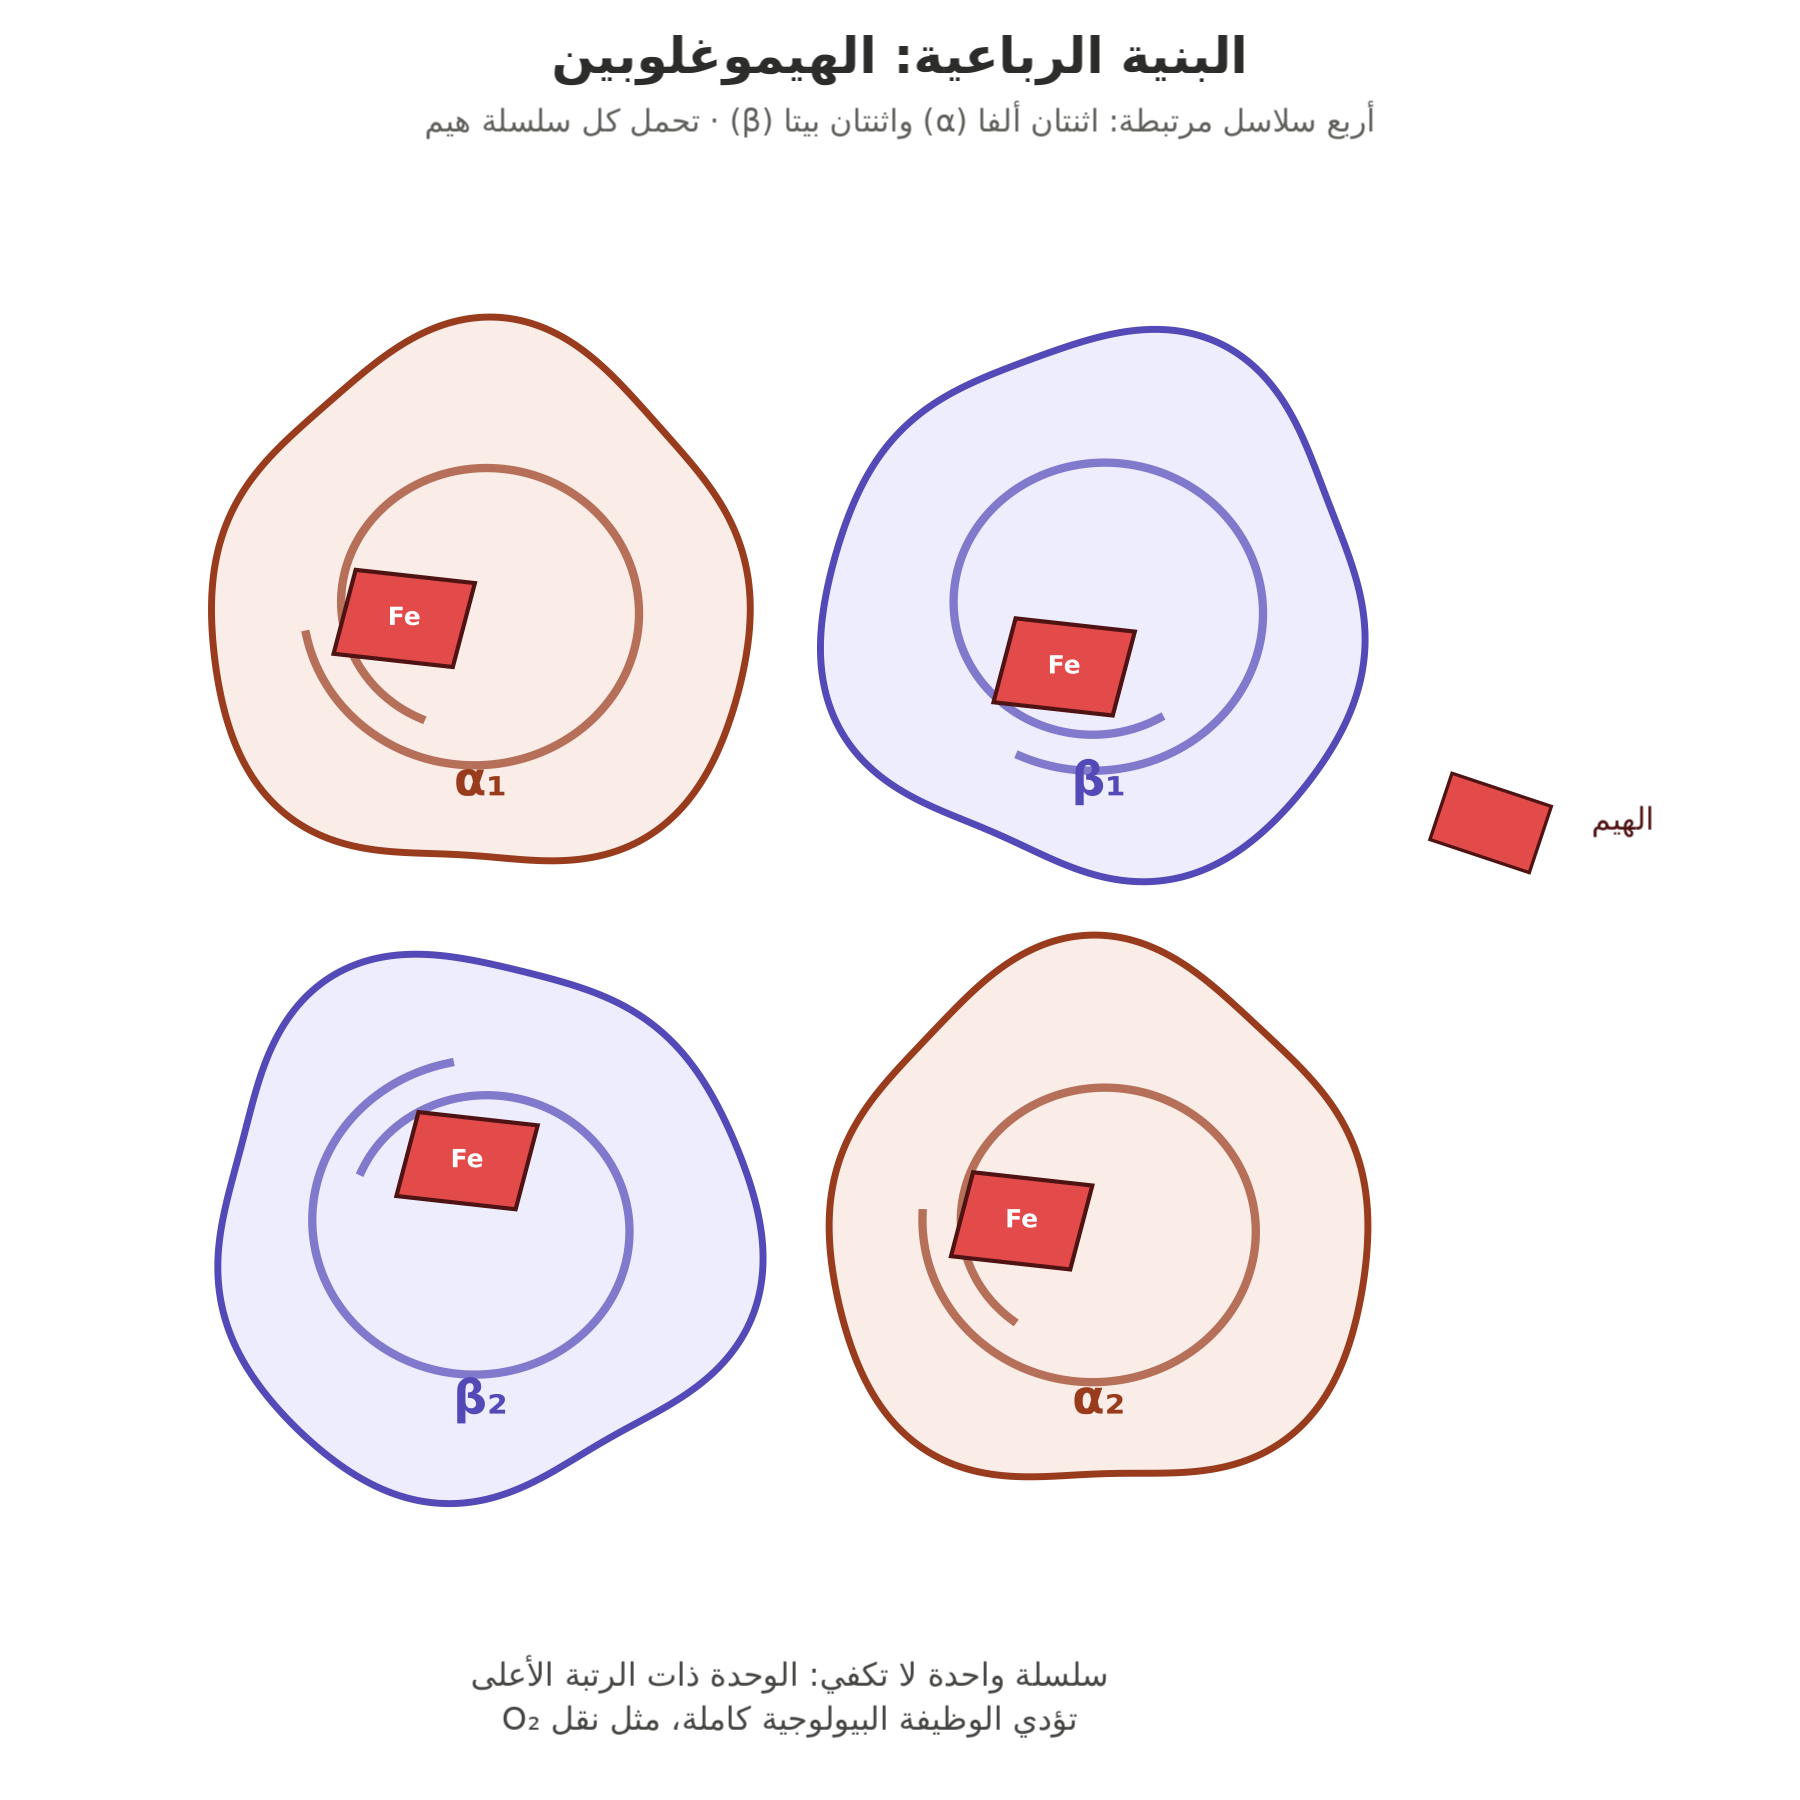 البنية الرباعية: الهيموغلوبين
أربع سلاسل مرتبطة: اثنتان ألفا (α) واثنتان بيتا (β) · تحمل كل سلسلة هيم
Fe
α₁
Fe
β₁
الهيم
Fe
β₂
Fe
α₂
سلسلة واحدة لا تكفي: الوحدة ذات الرتبة الأعلى
تؤدي الوظيفة البيولوجية كاملة، مثل نقل O₂